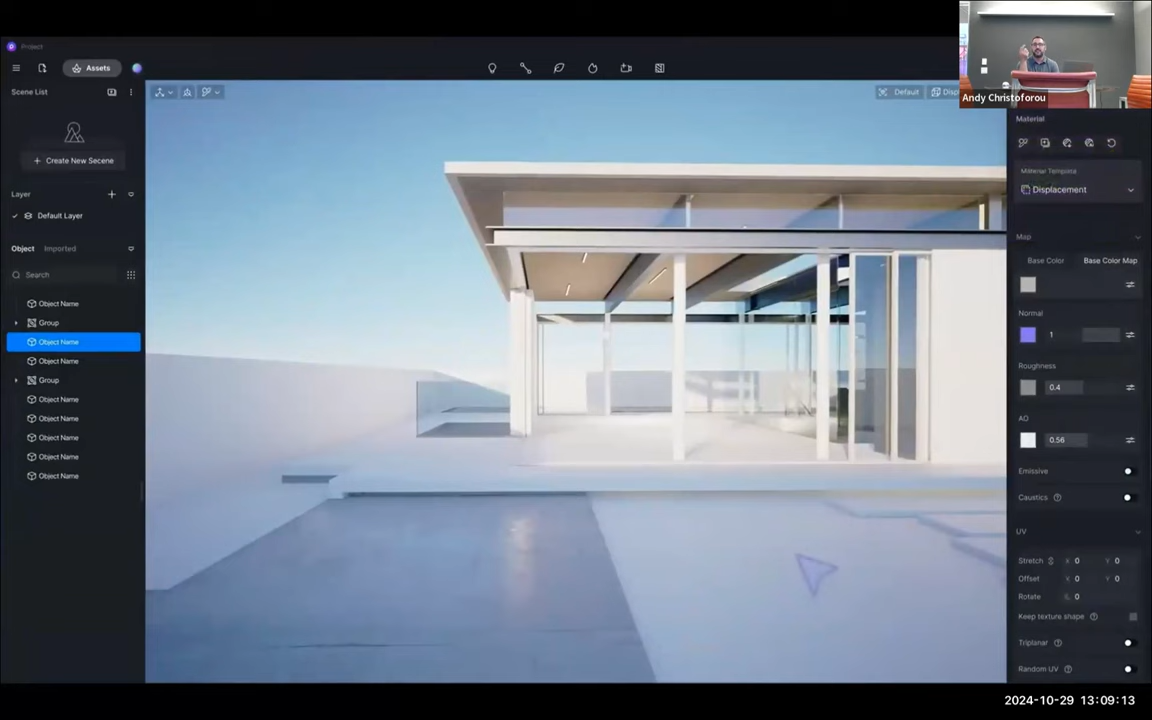 Project
Assets
Scene List
+ Create New Secene
Layer
Default Layer
Object Imported
Search
Object Name
Group
Object Name
Object Name
Group
Object Name
Object Name
Object Name
Object Name
Object Name
Default
Andy Christoforou
Material
Material Template
Displacement
Map
Base Color Base Color Map
Normal
1
Roughness
0.4
AO
0.56
Emissive
Caustics
UV
Stretch X 0 Y 0
Offset X 0 Y 0
Rotate 0
Keep texture shape
Triplanar
Random UV
2024-10-29 13:09:13